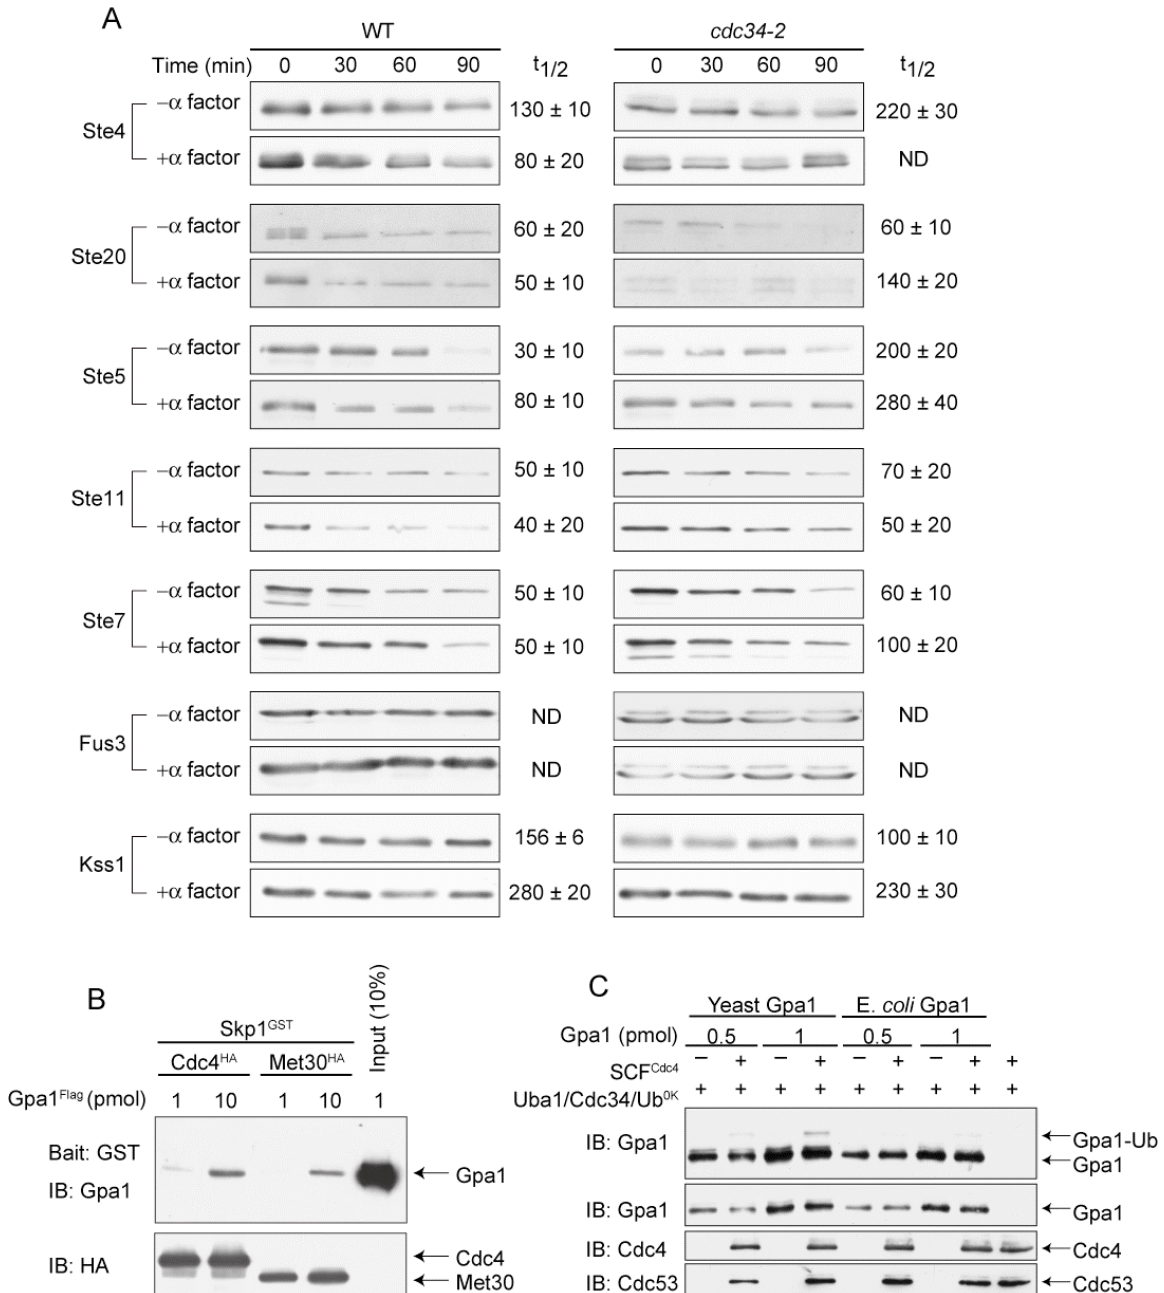 A
WT cdc34-2
Time (min) 0 30 60 90 t1/2 0 30 60 90 t1/2
Ste4
−α factor 130 ± 10 220 ± 30
+α factor 80 ± 20 ND
Ste20
−α factor 60 ± 20 60 ± 10
+α factor 50 ± 10 140 ± 20
Ste5
−α factor 30 ± 10 200 ± 20
+α factor 80 ± 10 280 ± 40
Ste11
−α factor 50 ± 10 70 ± 20
+α factor 40 ± 20 50 ± 20
Ste7
−α factor 50 ± 10 60 ± 10
+α factor 50 ± 10 100 ± 20
Fus3
−α factor ND ND
+α factor ND ND
Kss1
−α factor 156 ± 6 100 ± 10
+α factor 280 ± 20 230 ± 30
B
Skp1GST
Cdc4HA Met30HA Input (10%)
Gpa1Flag (pmol) 1 10 1 10 1
Bait: GST
IB: Gpa1
Gpa1
IB: HA
Cdc4
Met30
C
Yeast Gpa1 E. coli Gpa1
Gpa1 (pmol) 0.5 1 0.5 1
SCFCdc4 − + − + − + − + +
Uba1/Cdc34/Ub0K + + + + + + + + +
IB: Gpa1 Gpa1-Ub
Gpa1
IB: Gpa1 Gpa1
IB: Cdc4 Cdc4
IB: Cdc53 Cdc53